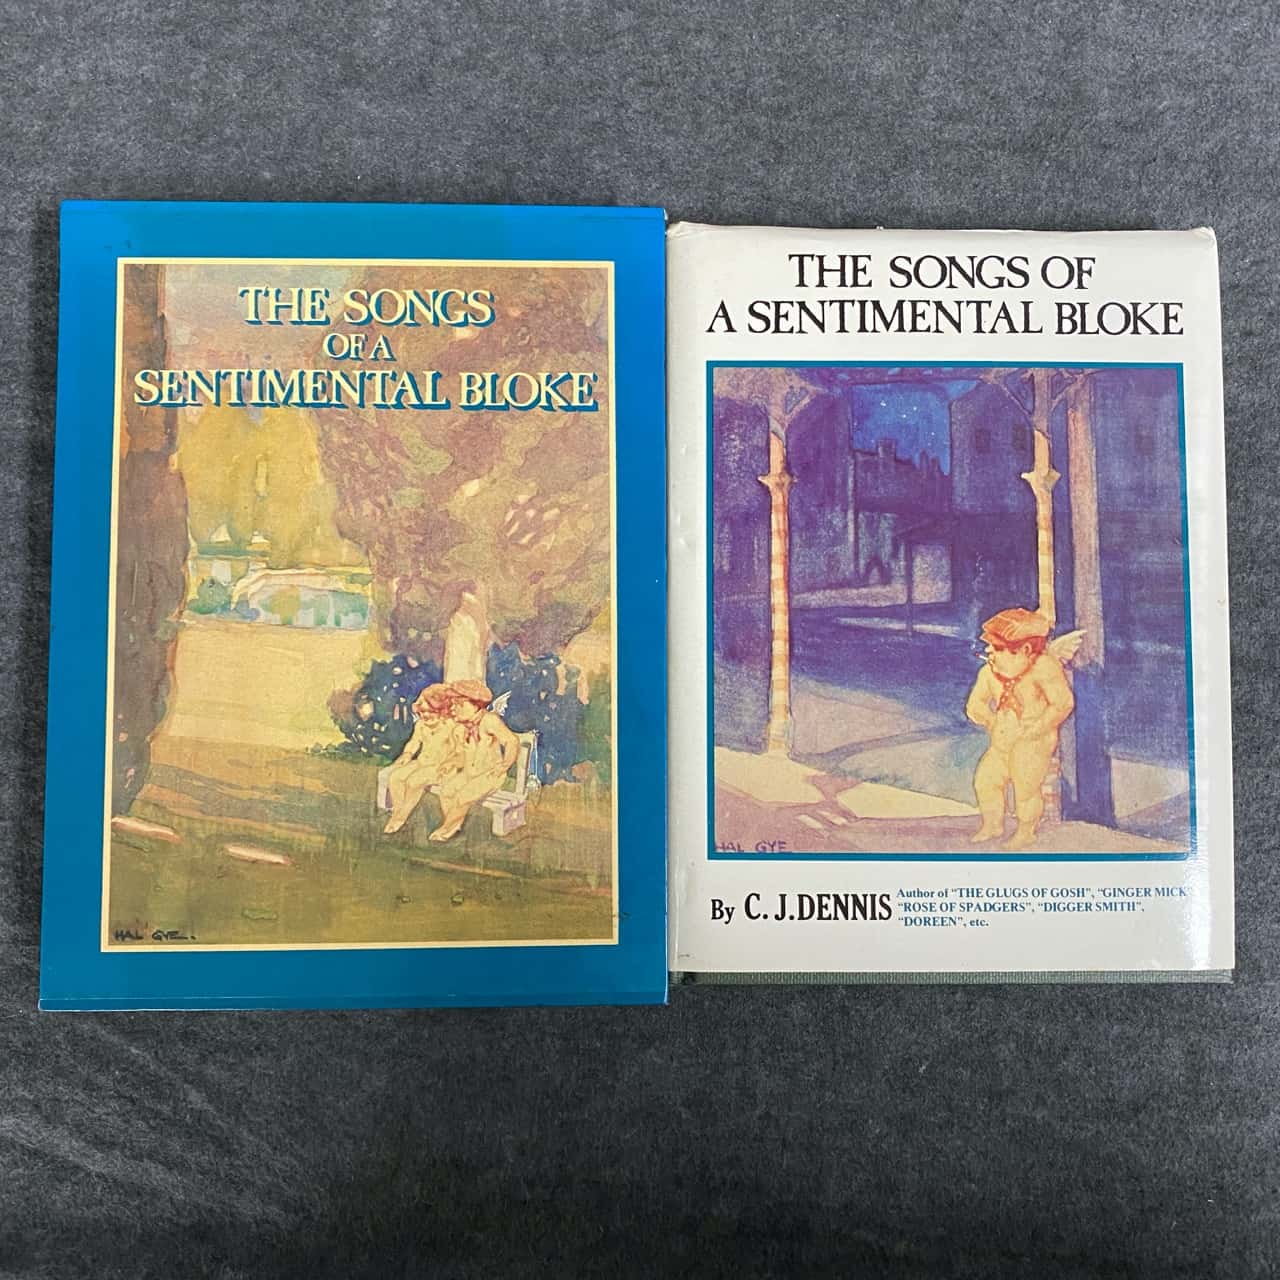 THE SONGS
OF A
SENTIMENTAL BLOKE
HAL GYE.
THE SONGS OF
A SENTIMENTAL BLOKE
HAL GYE
By C. J. DENNIS
Author of "THE GLUGS OF GOSH", "GINGER MICK"
"ROSE OF SPADGERS", "DIGGER SMITH",
"DOREEN", etc.